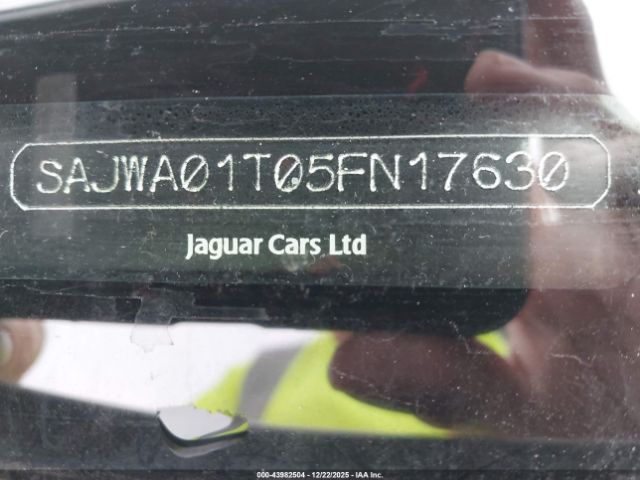 SAJWA01T05FN17630
Jaguar Cars Ltd
000-43982504 - 12/22/2025 - © IAA Inc.